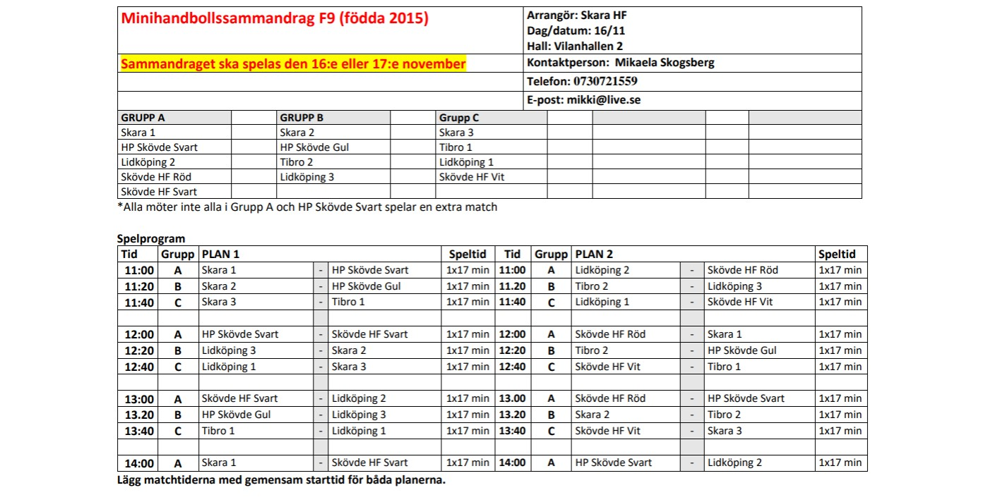 Minihandbollssammandrag F9 (födda 2015)
Arrangör: Skara HF
Dag/datum: 16/11
Hall: Vilanhallen 2
Sammandraget ska spelas den 16:e eller 17:e november
Kontaktperson: Mikaela Skogsberg
Telefon: 0730721559
E-post: mikki@live.se
GRUPP A GRUPP B Grupp C
Skara 1 Skara 2 Skara 3
HP Skövde Svart HP Skövde Gul Tibro 1
Lidköping 2 Tibro 2 Lidköping 1
Skövde HF Röd Lidköping 3 Skövde HF Vit
Skövde HF Svart
*Alla möter inte alla i Grupp A och HP Skövde Svart spelar en extra match
Spelprogram
Tid Grupp PLAN 1 Speltid Tid Grupp PLAN 2 Speltid
11:00 A Skara 1 - HP Skövde Svart 1x17 min 11:00 A Lidköping 2 - Skövde HF Röd 1x17 min
11:20 B Skara 2 - HP Skövde Gul 1x17 min 11.20 B Tibro 2 - Lidköping 3 1x17 min
11:40 C Skara 3 - Tibro 1 1x17 min 11:40 C Lidköping 1 - Skövde HF Vit 1x17 min
12:00 A HP Skövde Svart - Skövde HF Svart 1x17 min 12:00 A Skövde HF Röd - Skara 1 1x17 min
12:20 B Lidköping 3 - Skara 2 1x17 min 12:20 B Tibro 2 - HP Skövde Gul 1x17 min
12:40 C Lidköping 1 - Skara 3 1x17 min 12:40 C Skövde HF Vit - Tibro 1 1x17 min
13:00 A Skövde HF Svart - Lidköping 2 1x17 min 13.00 A Skövde HF Röd - HP Skövde Svart 1x17 min
13.20 B HP Skövde Gul - Lidköping 3 1x17 min 13.20 B Skara 2 - Tibro 2 1x17 min
13:40 C Tibro 1 - Lidköping 1 1x17 min 13:40 C Skövde HF Vit - Skara 3 1x17 min
14:00 A Skara 1 - Skövde HF Svart 1x17 min 14:00 A HP Skövde Svart - Lidköping 2 1x17 min
Lägg matchtiderna med gemensam starttid för båda planerna.